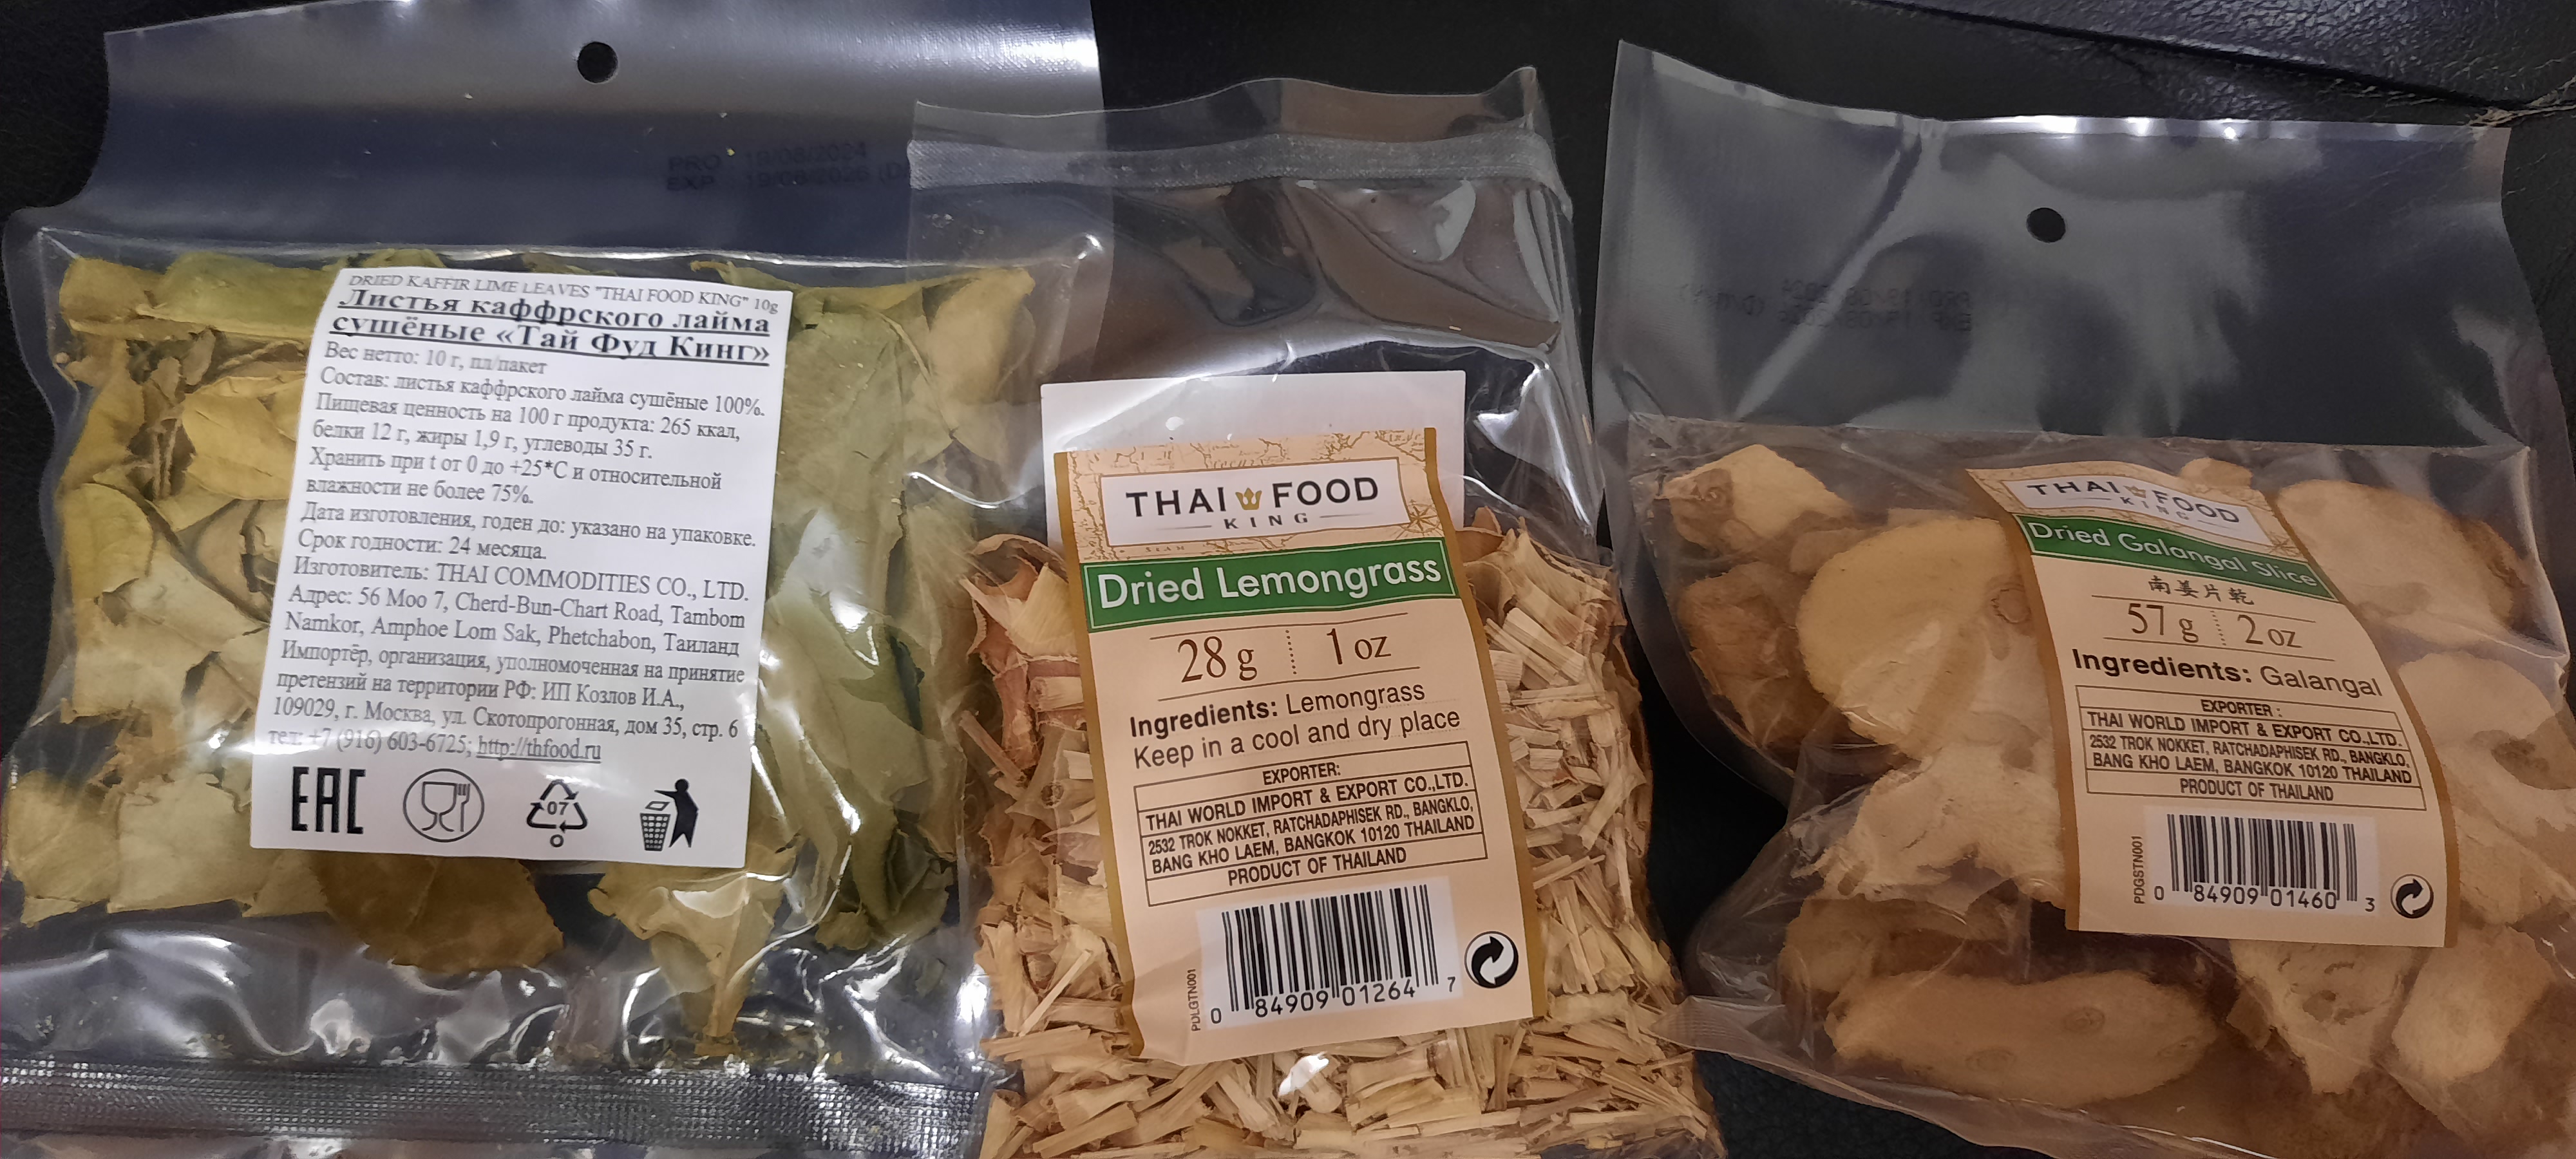 PRO 19/08/2024
EXP 19/08/2026 (D
DRIED KAFFIR LIME LEAVES "THAI FOOD KING" 10g
Листья каффрского лайма
сушёные «Тай Фуд Кинг»
Вес нетто: 10 г, пл/пакет
Состав: листья каффрского лайма сушёные 100%.
Пищевая ценность на 100 г продукта: 265 ккал,
белки 12 г, жиры 1,9 г, углеводы 35 г.
Хранить при t от 0 до +25*С и относительной
влажности не более 75%.
Дата изготовления, годен до: указано на упаковке.
Срок годности: 24 месяца.
Изготовитель: THAI COMMODITIES CO., LTD.
Адрес: 56 Moo 7, Cherd-Bun-Chart Road, Tambom
Namkor, Amphoe Lom Sak, Phetchabon, Таиланд
Импортёр, организация, уполномоченная на принятие
претензий на территории РФ: ИП Козлов И.А.,
109029, г. Москва, ул. Скотопрогонная, дом 35, стр. 6
тел: +7 (916) 603-6725; http://thfood.ru
EAC
07
THAI FOOD
KING
SIAM
Dried Lemongrass
28 g 1 oz
Ingredients: Lemongrass
Keep in a cool and dry place
EXPORTER:
THAI WORLD IMPORT & EXPORT CO.,LTD.
2532 TROK NOKKET, RATCHADAPHISEK RD., BANGKLO,
BANG KHO LAEM, BANGKOK 10120 THAILAND
PRODUCT OF THAILAND
PDLGTN001
0 84909 01264 7
THAI FOOD
KING
Dried Galangal Slice
南姜片乾
57 g 2 oz
Ingredients: Galangal
EXPORTER :
THAI WORLD IMPORT & EXPORT CO.,LTD.
2532 TROK NOKKET, RATCHADAPHISEK RD., BANGKLO,
BANG KHO LAEM, BANGKOK 10120 THAILAND
PRODUCT OF THAILAND
PDGSTN001
0 84909 01460 3